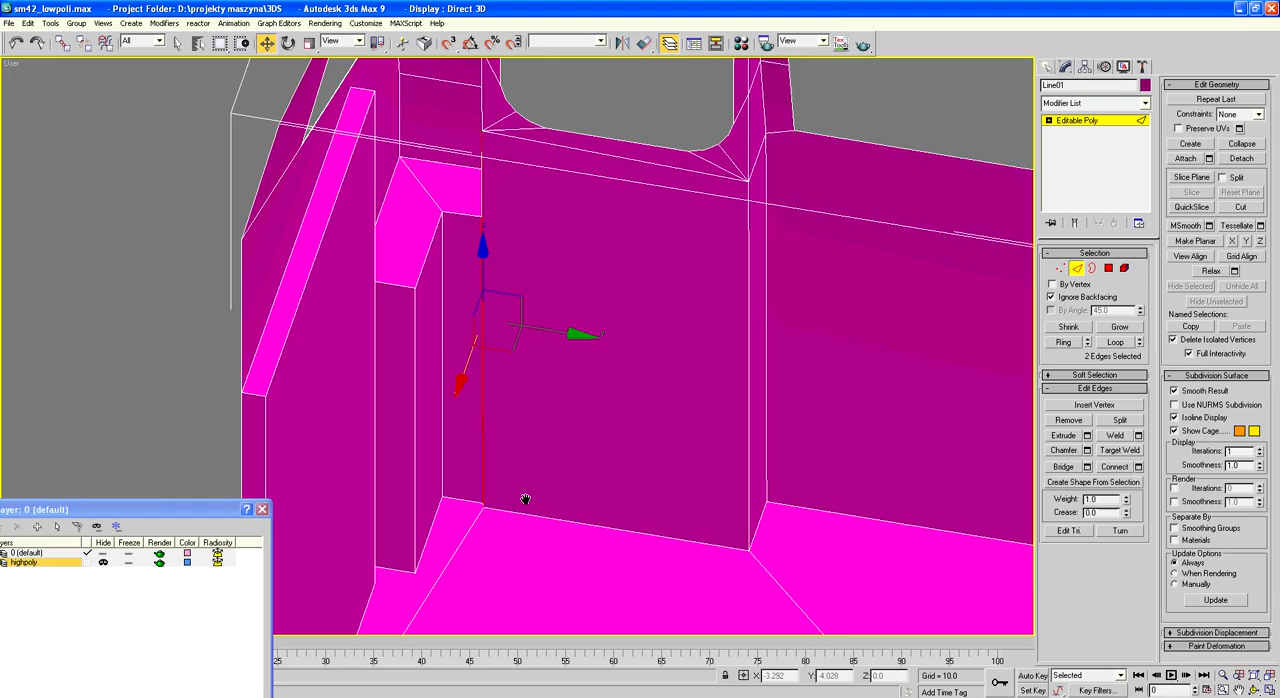 sm42_lowpoli.max - Project Folder: D:\projekty maszyna\3DS - Autodesk 3ds Max 9 - Display : Direct 3D
File Edit Tools Group Views Create Modifiers reactor Animation Graph Editors Rendering Customize MAXScript Help
All View View
User
Line01
Modifier List
Editable Poly
Selection
By Vertex
Ignore Backfacing
By Angle: 45.0
Shrink Grow
Ring Loop
2 Edges Selected
Soft Selection
Edit Edges
Insert Vertex
Remove Split
Extrude Weld
Chamfer Target Weld
Bridge Connect
Create Shape From Selection
Weight: 1.0
Crease: 0.0
Edit Tri. Turn
Edit Geometry
Repeat Last
Constraints: None
Preserve UVs
Create Collapse
Attach Detach
Slice Plane Split
Slice Reset Plane
QuickSlice Cut
MSmooth Tessellate
Make Planar X Y Z
View Align Grid Align
Relax
Hide Selected Unhide All
Hide Unselected
Named Selections:
Copy Paste
Delete Isolated Vertices
Full Interactivity
Subdivision Surface
Smooth Result
Use NURMS Subdivision
Isoline Display
Show Cage......
Display
Iterations: 1
Smoothness: 1.0
Render
Iterations: 0
Smoothness: 1.0
Separate By
Smoothing Groups
Materials
Update Options
Always
When Rendering
Manually
Update
Subdivision Displacement
Paint Deformation
ayer: 0 (default)
ayers Hide Freeze Render Color Radiosity
0 (default)
highpoly
25 30 35 40 45 50 55 60 65 70 75 80 85 90 95 100
X: -3.292 Y: -4.028 Z: 0.0 Grid = 10.0 Auto Key Selected
Add Time Tag Set Key Key Filters...